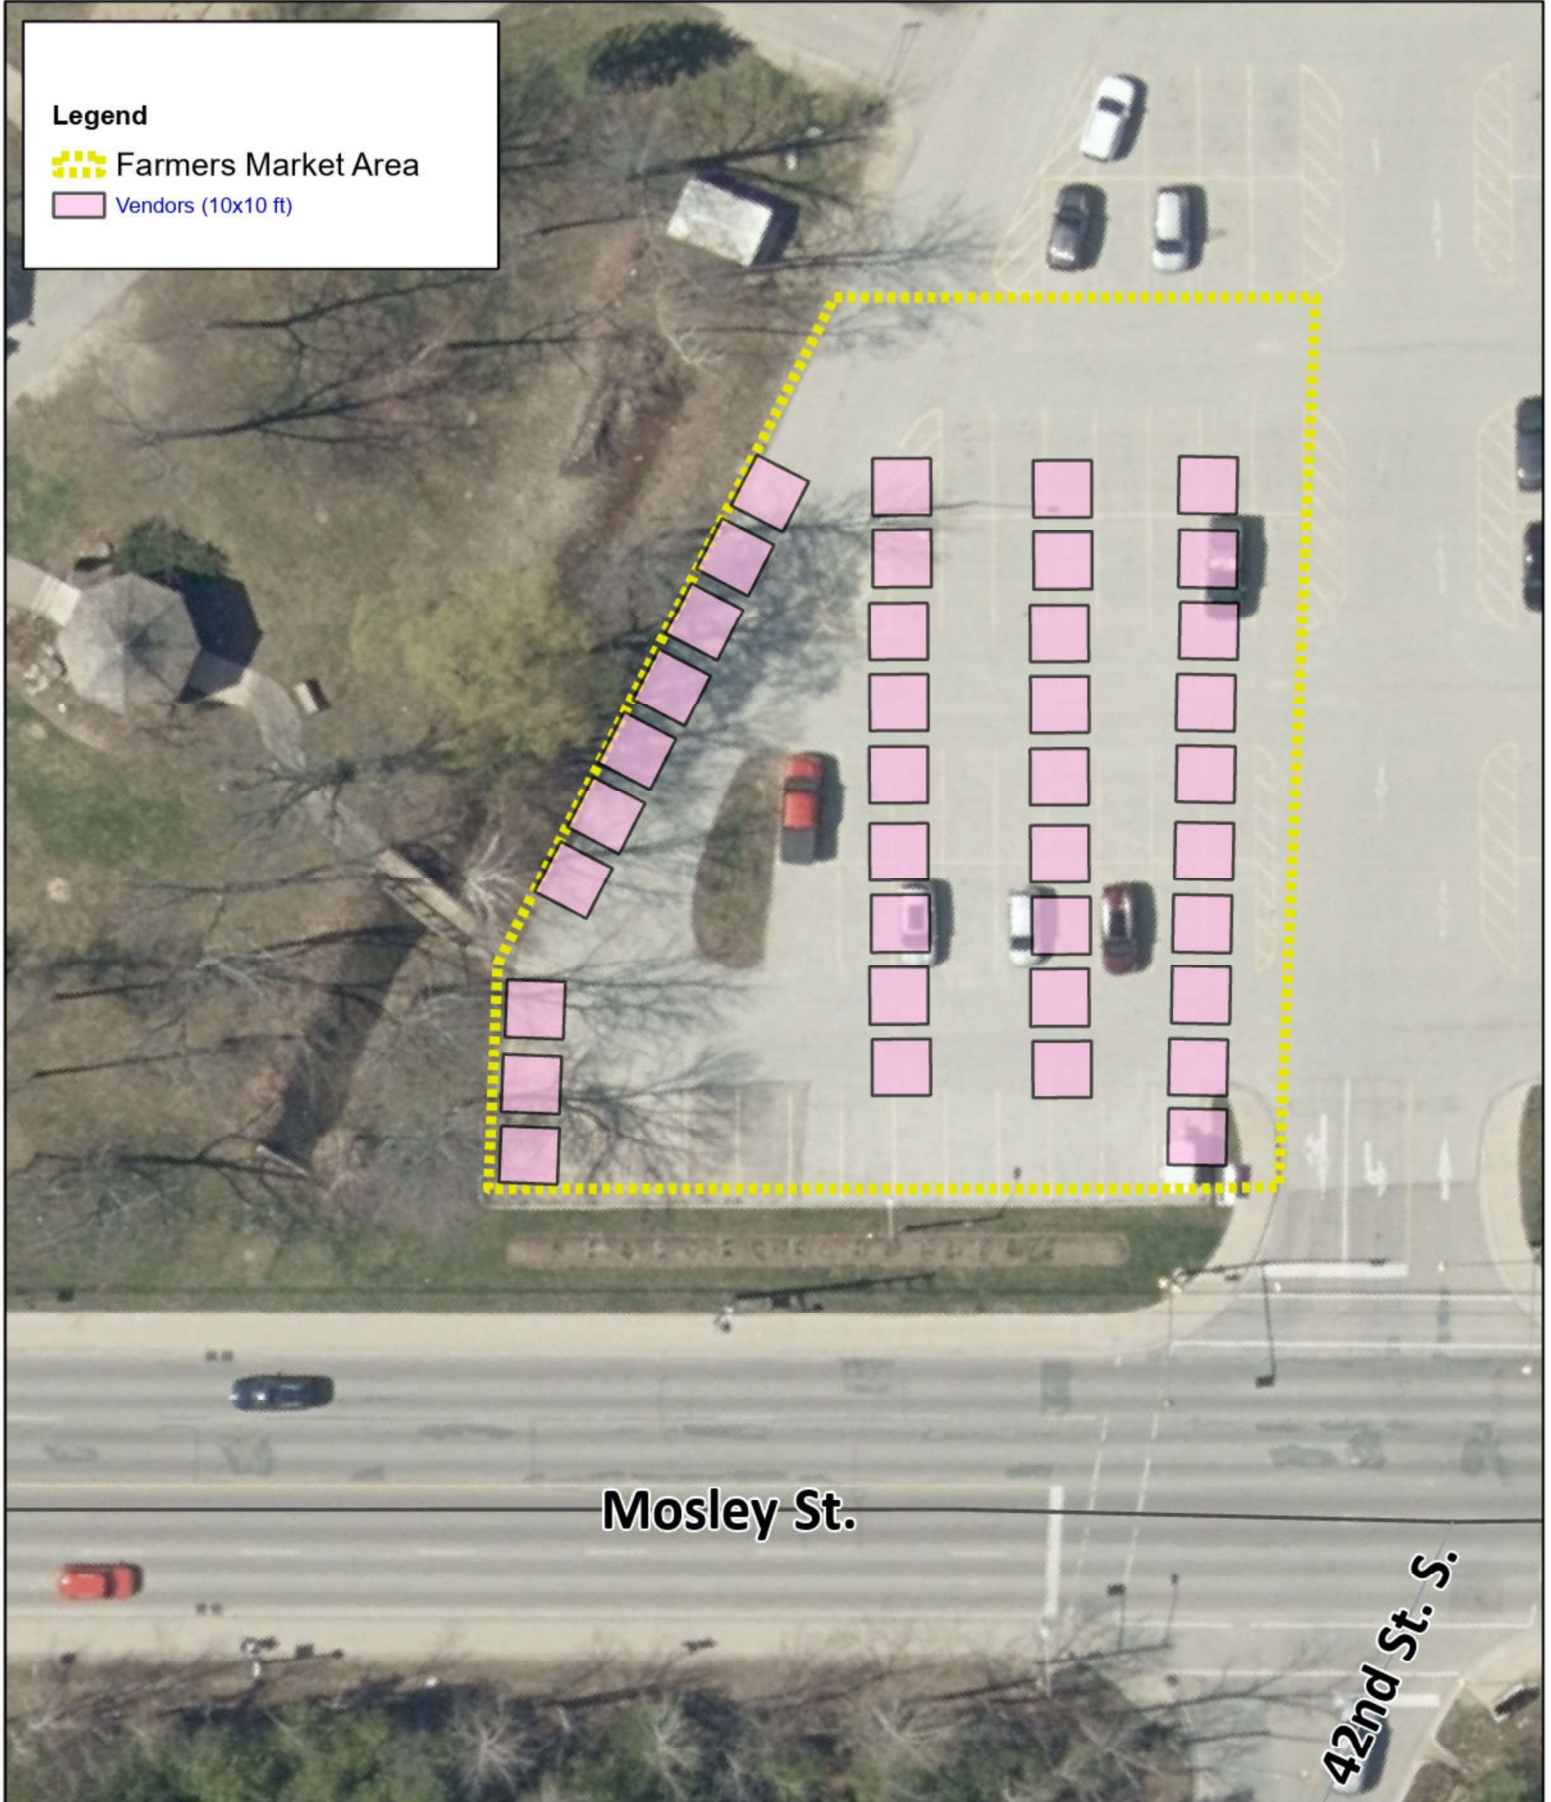 Legend
Farmers Market Area
Vendors (10x10 ft)
Mosley St.
42nd St. S.